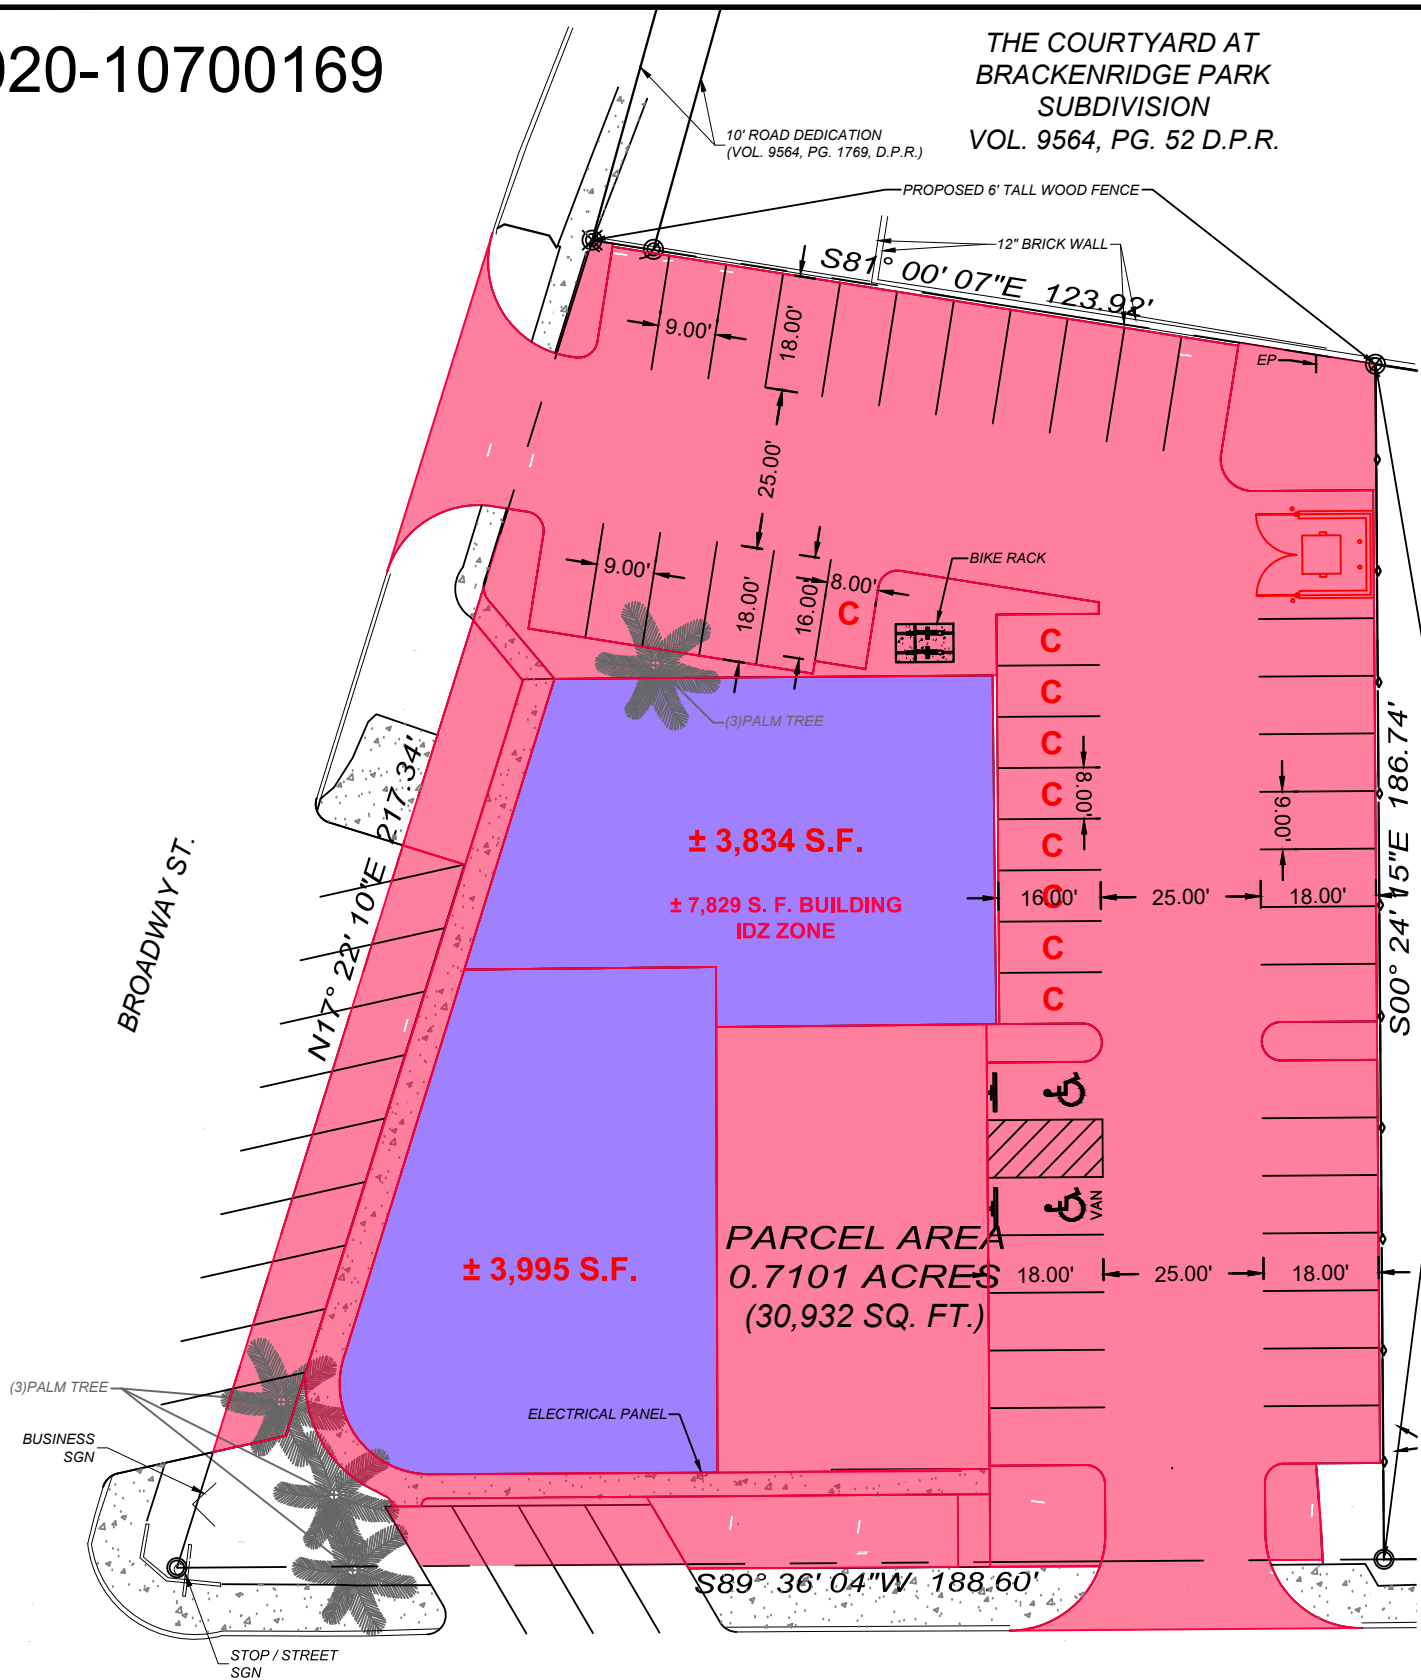 020-10700169
THE COURTYARD AT
BRACKENRIDGE PARK
SUBDIVISION
VOL. 9564, PG. 52 D.P.R.
10' ROAD DEDICATION
(VOL. 9564, PG. 1769, D.P.R.)
PROPOSED 6' TALL WOOD FENCE
12" BRICK WALL
S81° 00' 07"E 123.92'
9.00'
18.00'
EP
25.00'
9.00'
18.00'
16.00'
8.00'
C
BIKE RACK
C
C
(3)PALM TREE
C
C
8.00'
9.00'
C
C
C
C
± 3,834 S.F.
± 7,829 S. F. BUILDING
IDZ ZONE
16.00'
25.00'
18.00'
S00° 24' 15"E 186.74'
N17° 22' 10"E 217.34'
BROADWAY ST.
VAN
± 3,995 S.F.
PARCEL AREA
0.7101 ACRES
(30,932 SQ. FT.)
18.00'
25.00'
18.00'
(3)PALM TREE
BUSINESS
SGN
ELECTRICAL PANEL
S89° 36' 04"W 188.60'
STOP / STREET
SGN